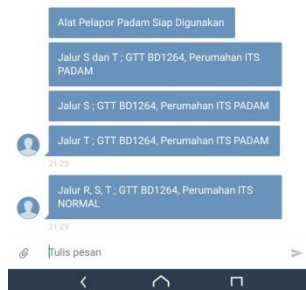 Alat Pelapor Padam Siap Digunakan
Jalur S dan T ; GTT BD1264, Perumahan ITS
PADAM
Jalur S ; GTT BD1264, Perumahan ITS PADAM
Jalur T ; GTT BD1264, Perumahan ITS PADAM
21:23
Jalur R, S, T ; GTT BD1264, Perumahan ITS
NORMAL
21:29
Tulis pesan